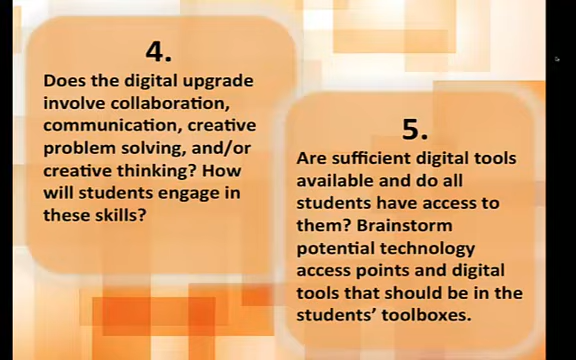 4.
Does the digital upgrade
involve collaboration,
communication, creative
problem solving, and/or
creative thinking? How
will students engage in
these skills?
5.
Are sufficient digital tools
available and do all
students have access to
them? Brainstorm
potential technology
access points and digital
tools that should be in the
students' toolboxes.